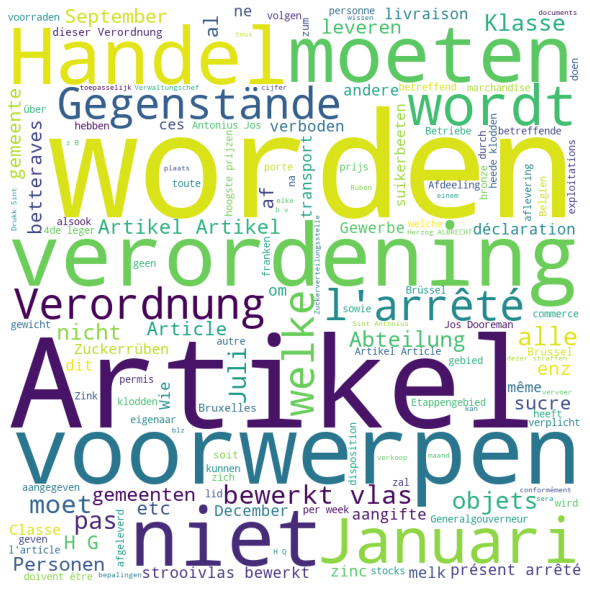 voorraden
September
al
ne
volgen
zum
personne
wissen
livraison
leveren
Klasse
documents
dieser Verordnung
Handel
moeten
tous
al
doen
toepasselijk
Verwaltungschef
cijfer
andere
betreffend
marchandise
gemeente
über
Gegenstände
wordt
hebben
ces
Antonius Jos
verboden
Betriebe
durch
betreffende
heede klodden
exploitations
betteraves
z B
worden
suikerbeeten
Drukk Sint
plaats
toute
hoogste prijzen
af
porte
na
transport
prijs
Ruben
Afdeeling
bronze
aflevering
Belgien
alsook
elke
b v
einem
4de leger
Artikel Artikel
franken
Zuckerverteilungsstelle
Gewerbe
welche
Herzog ALBRECHT
déclaration
geen
verordening
om
Brüssel
Verordnung
welke
l'arrêté
sowie
commerce
gewicht
nicht
Article
autre
Sint Antonius
Jos Dooreman
alle
Zuckerrüben
Juli
Abteilung
Artikel Article
gebied
Brussel
dezer straffen
dit
enz
Zink
permis
Wie
Etappengebied
même
vervoer
Artikel
klodden
Bruxelles
kan
sucre
heeft
eigenaar
blz
verplicht
voorwerpen
soit
disposition
verkoop
maand
conformément
aangegeven
kunnen
zal
sera
gemeenten
zich
bewerkt vlas
objets
wird
moet
etc
lid
December
per week
aangifte
Generalgouverneur
Classe
pas
afgeleverd
niet
Januari
geven
l'article
H G
H Q
Personen
doivent être
bepalingen
strooivlas bewerkt
zinc
stocks
melk
présent arrêté